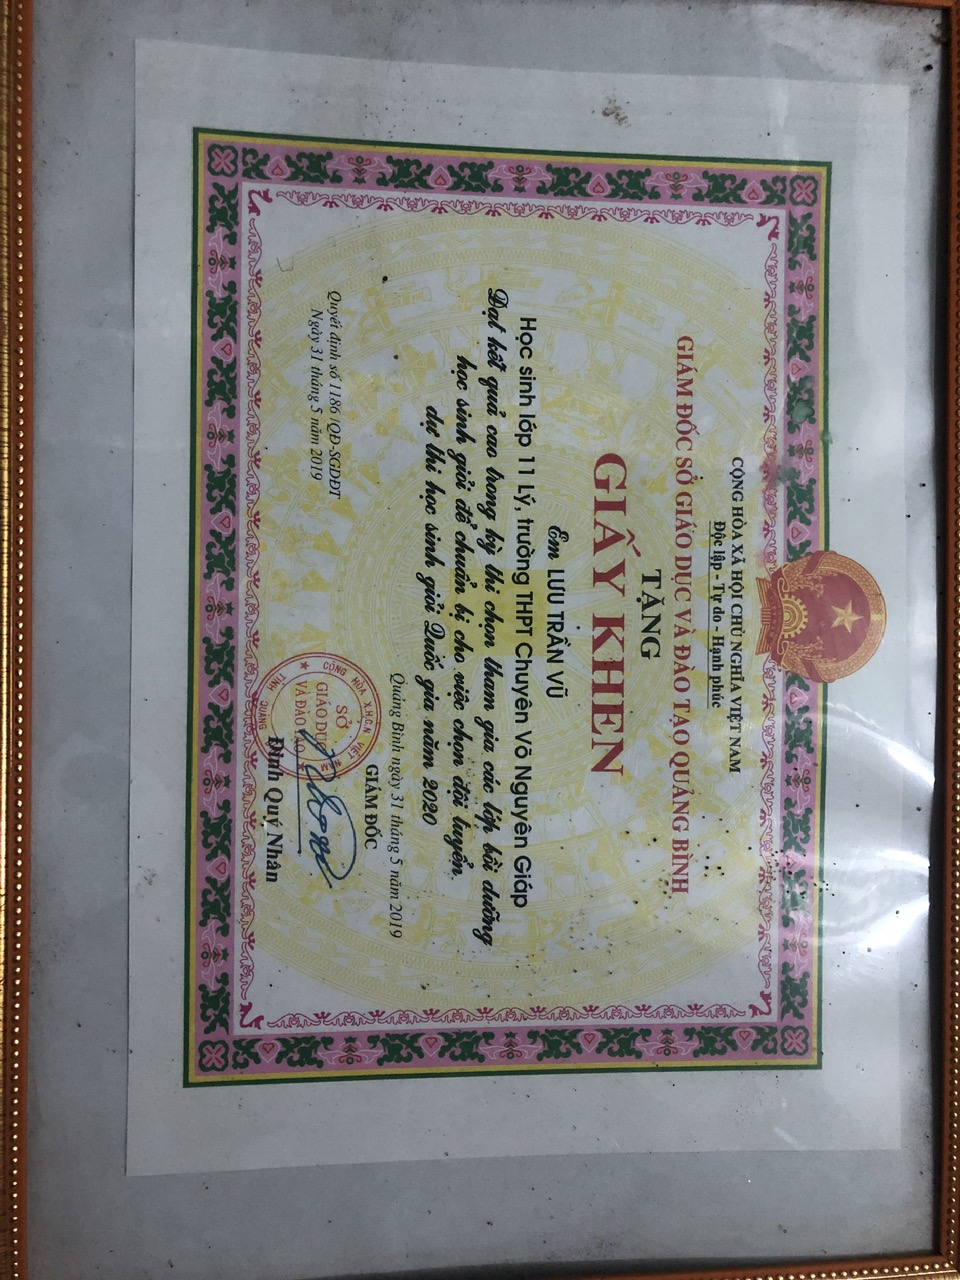 CỘNG HÒA XÃ HỘI CHỦ NGHĨA VIỆT NAM
Độc lập - Tự do - Hạnh phúc
GIÁM ĐỐC SỞ GIÁO DỤC VÀ ĐÀO TẠO QUẢNG BÌNH
TẶNG
GIẤY KHEN
Em LƯU TRẦN VŨ
Học sinh lớp 11 Lý, trường THPT Chuyên Võ Nguyên Giáp
Đạt kết quả cao trong kỳ thi chọn tham gia các lớp bồi dưỡng
học sinh giỏi để chuẩn bị cho việc chọn đội tuyển
dự thi học sinh giỏi Quốc gia năm 2020
Quảng Bình ngày 31 tháng 5 năm 2019
Quyết định số 1186 /QĐ-SGDĐT
Ngày 31 tháng 5 năm 2019
GIÁM ĐỐC
CỘNG HÒA X.H.C.N VIỆT
SỞ
GIÁO DỤC
VÀ ĐÀO TẠO
TỈNH QUẢNG
Đinh Quý Nhân